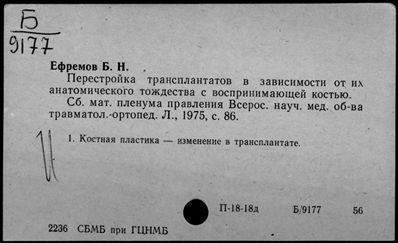 Б
9177
Ефремов Б. Н.
Перестройка трансплантатов в зависимости от их
анатомического тождества с воспринимающей костью.
Сб. мат. пленума правления Всерос. науч. мед. об-ва
травматол.-ортопед. Л., 1975, с. 86.
1. Костная пластика — изменение в трансплантате.
П-18-18д Б/9177 56
2236 СБМБ при ГЦНМБ